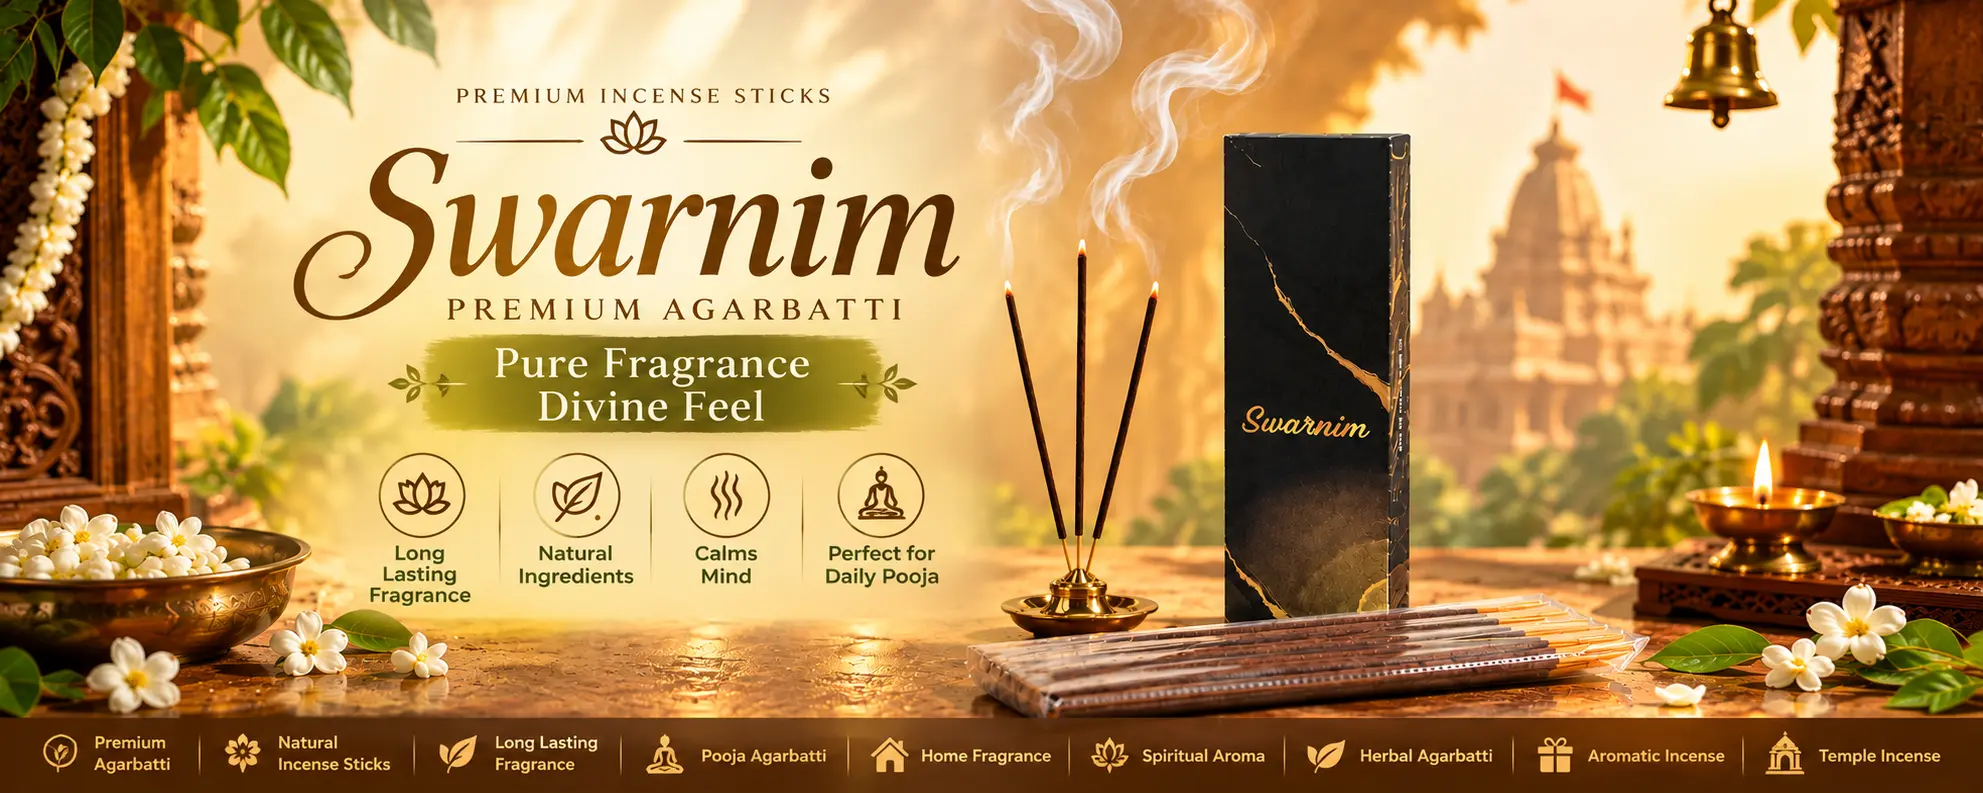 PREMIUM INCENSE STICKS
Swarnim
PREMIUM AGARBATTI
Pure Fragrance
Divine Feel
Long
Lasting
Fragrance
Natural
Ingredients
Calms
Mind
Perfect for
Daily Pooja
Swarnim
Premium
Agarbatti
Natural
Incense Sticks
Long Lasting
Fragrance
Pooja Agarbatti
Home Fragrance
Spiritual Aroma
Herbal Agarbatti
Aromatic Incense
Temple Incense